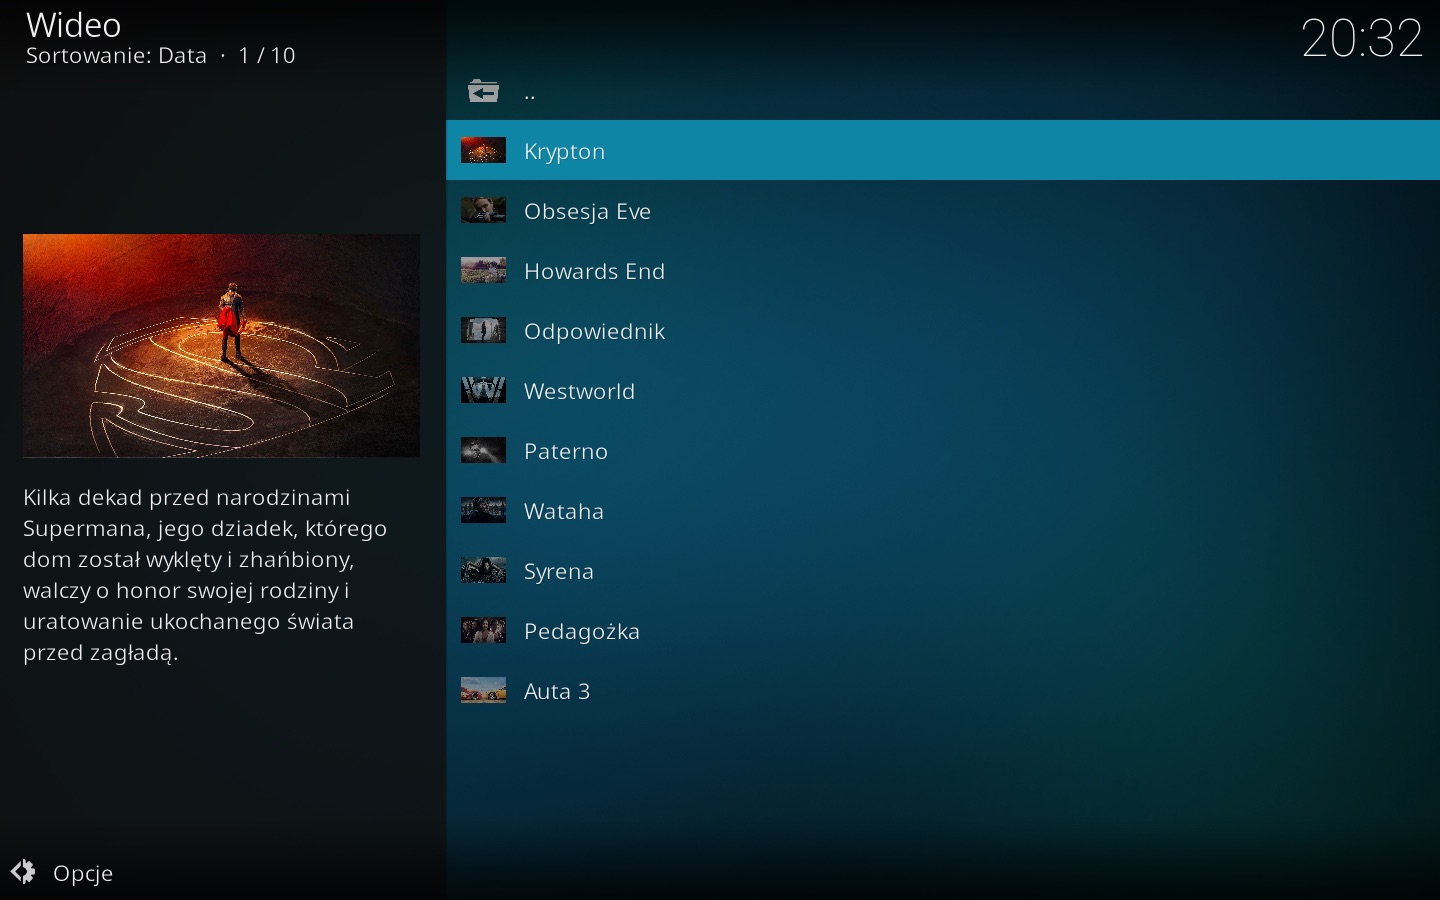 Wideo
Sortowanie: Data · 1 / 10
20:32
..
Krypton
Obsesja Eve
Howards End
Odpowiednik
Westworld
Paterno
Wataha
Syrena
Pedagożka
Auta 3
Kilka dekad przed narodzinami
Supermana, jego dziadek, którego
dom został wyklęty i zhańbiony,
walczy o honor swojej rodziny i
uratowanie ukochanego świata
przed zagładą.
Opcje